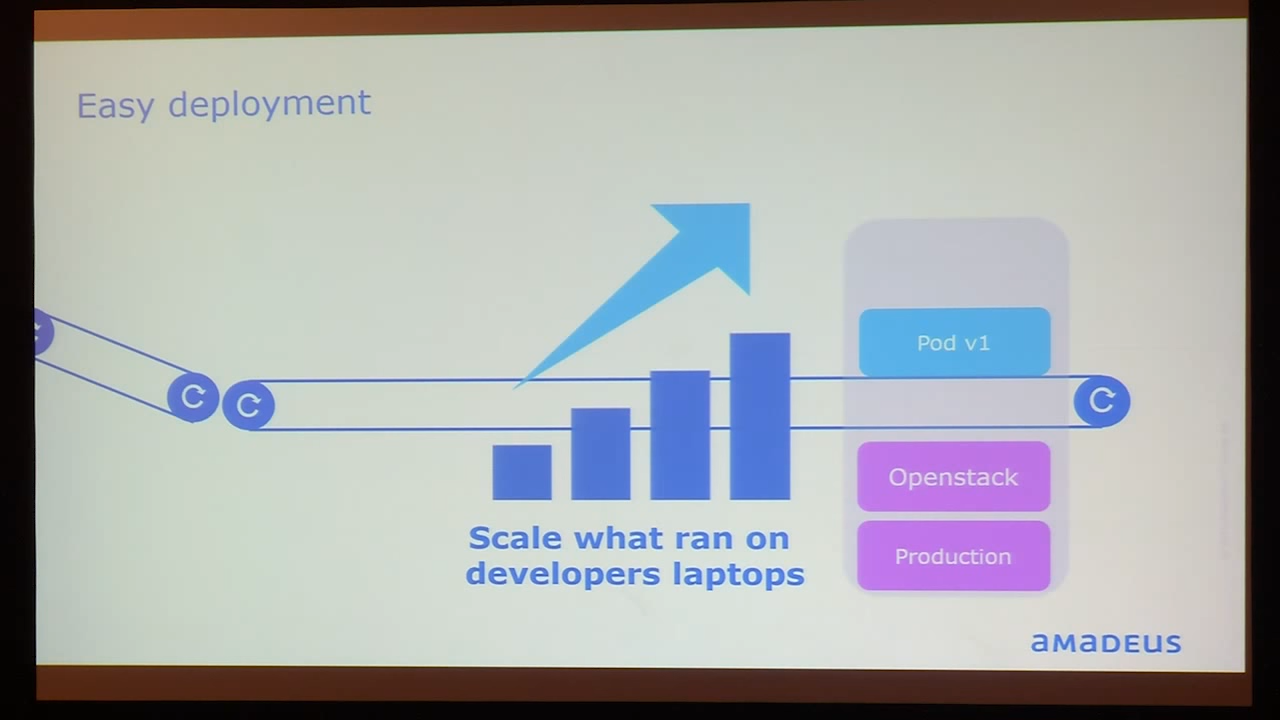 Easy deployment
Pod v1
Openstack
Production
Scale what ran on
developers laptops
amadeus